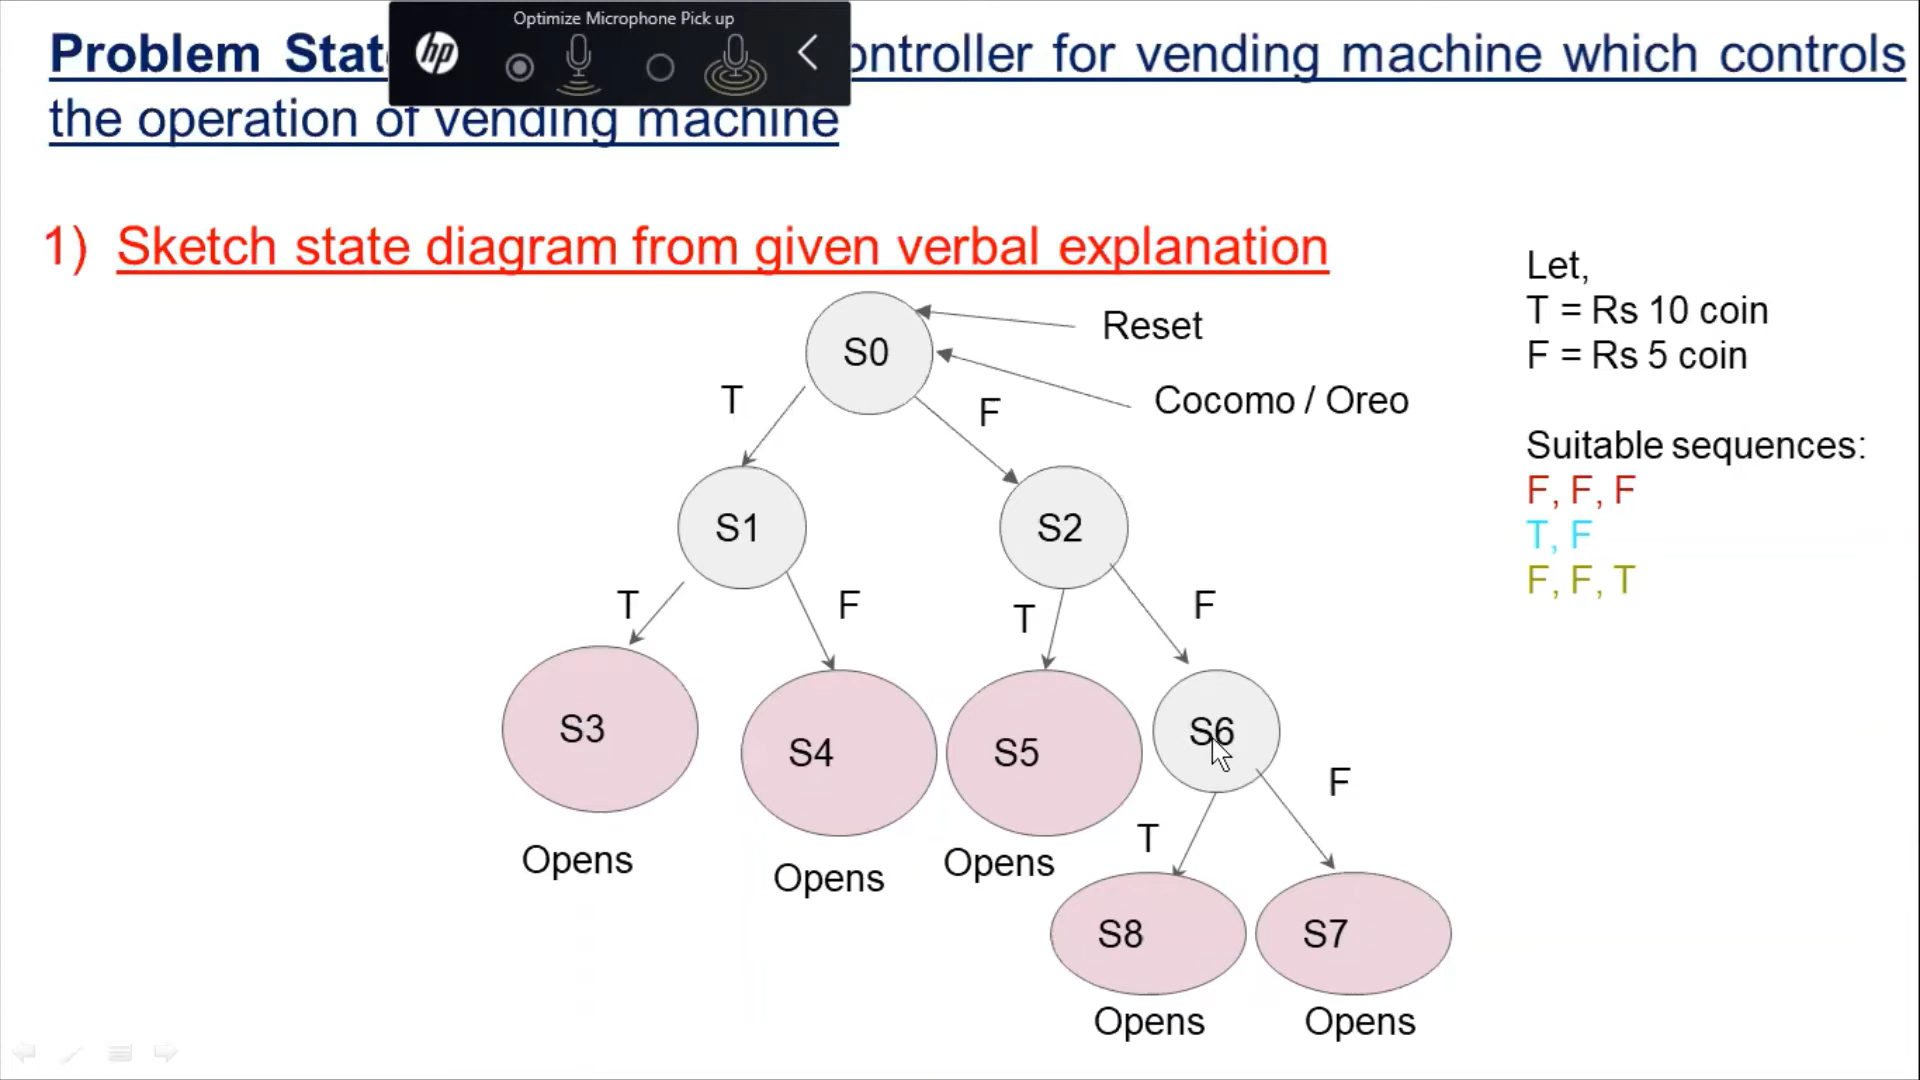 Optimize Microphone Pick up
hp
Problem State ontroller for vending machine which controls
the operation of vending machine
1) Sketch state diagram from given verbal explanation
Let,
T = Rs 10 coin
F = Rs 5 coin
Suitable sequences:
F, F, F
T, F
F, F, T
Reset
S0
Cocomo / Oreo
T
F
S1
S2
T
F
T
F
S3
S4
S5
S6
Opens
Opens
Opens
T
F
S8
S7
Opens
Opens